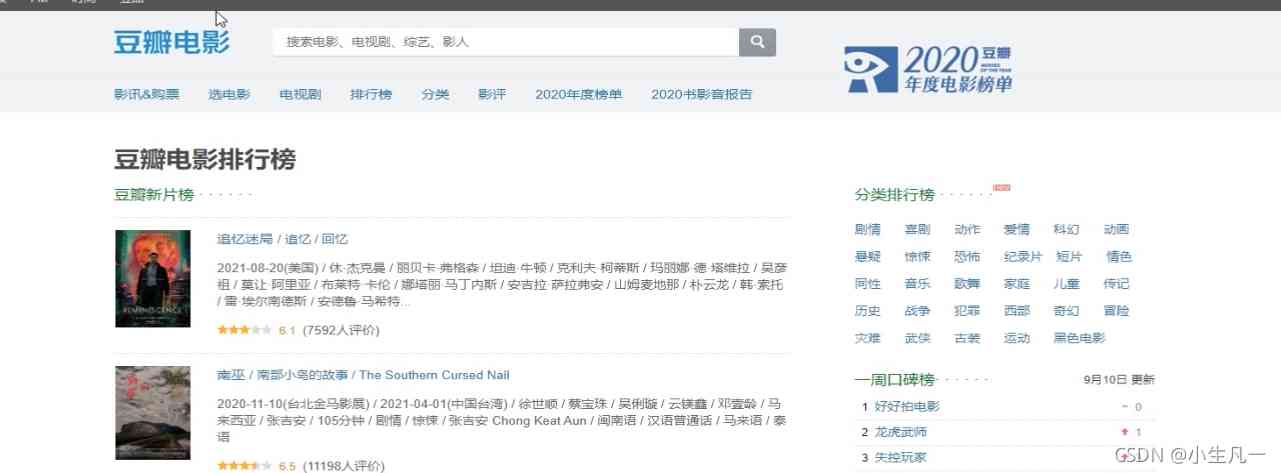 豆瓣电影
搜索电影、电视剧、综艺、影人
2020 豆瓣
年度电影榜单
影讯&购票 选电影 电视剧 排行榜 分类 影评 2020年度榜单 2020书影音报告
豆瓣电影排行榜
豆瓣新片榜 · · · · · ·
追忆迷局 / 追忆 / 回忆
2021-08-20(美国) / 休·杰克曼 / 丽贝卡·弗格森 / 坦迪·牛顿 / 克利夫·柯蒂斯 / 玛丽娜·德·塔维拉 / 吴彦
祖 / 莫让·阿里亚 / 布莱特·卡伦 / 娜塔丽·马丁内斯 / 安吉拉·萨拉弗安 / 山姆麦地那 / 朴云龙 / 韩·索托
/ 雷·埃尔南德斯 / 安德鲁·马希特...
6.1 (7592人评价)
REMINISCENCE
南巫 / 南部小岛的故事 / The Southern Cursed Nail
2020-11-10(台北金马影展) / 2021-04-01(中国台湾) / 徐世顺 / 蔡宝珠 / 吴俐璇 / 云镁鑫 / 邓壹龄 / 马
来西亚 / 张吉安 / 105分钟 / 剧情 / 惊悚 / 张吉安 Chong Keat Aun / 闽南语 / 汉语普通话 / 马来语 / 泰
语
6.5 (11198人评价)
分类排行榜 · · · · · ·
剧情 喜剧 动作 爱情 科幻 动画
悬疑 惊悚 恐怖 纪录片 短片 情色
同性 音乐 歌舞 家庭 儿童 传记
历史 战争 犯罪 西部 奇幻 冒险
灾难 武侠 古装 运动 黑色电影
一周口碑榜 · · · · · · 9月10日 更新
1 好好拍电影 0
2 龙虎武师 1
3 失控玩家
CSDN @小生凡一